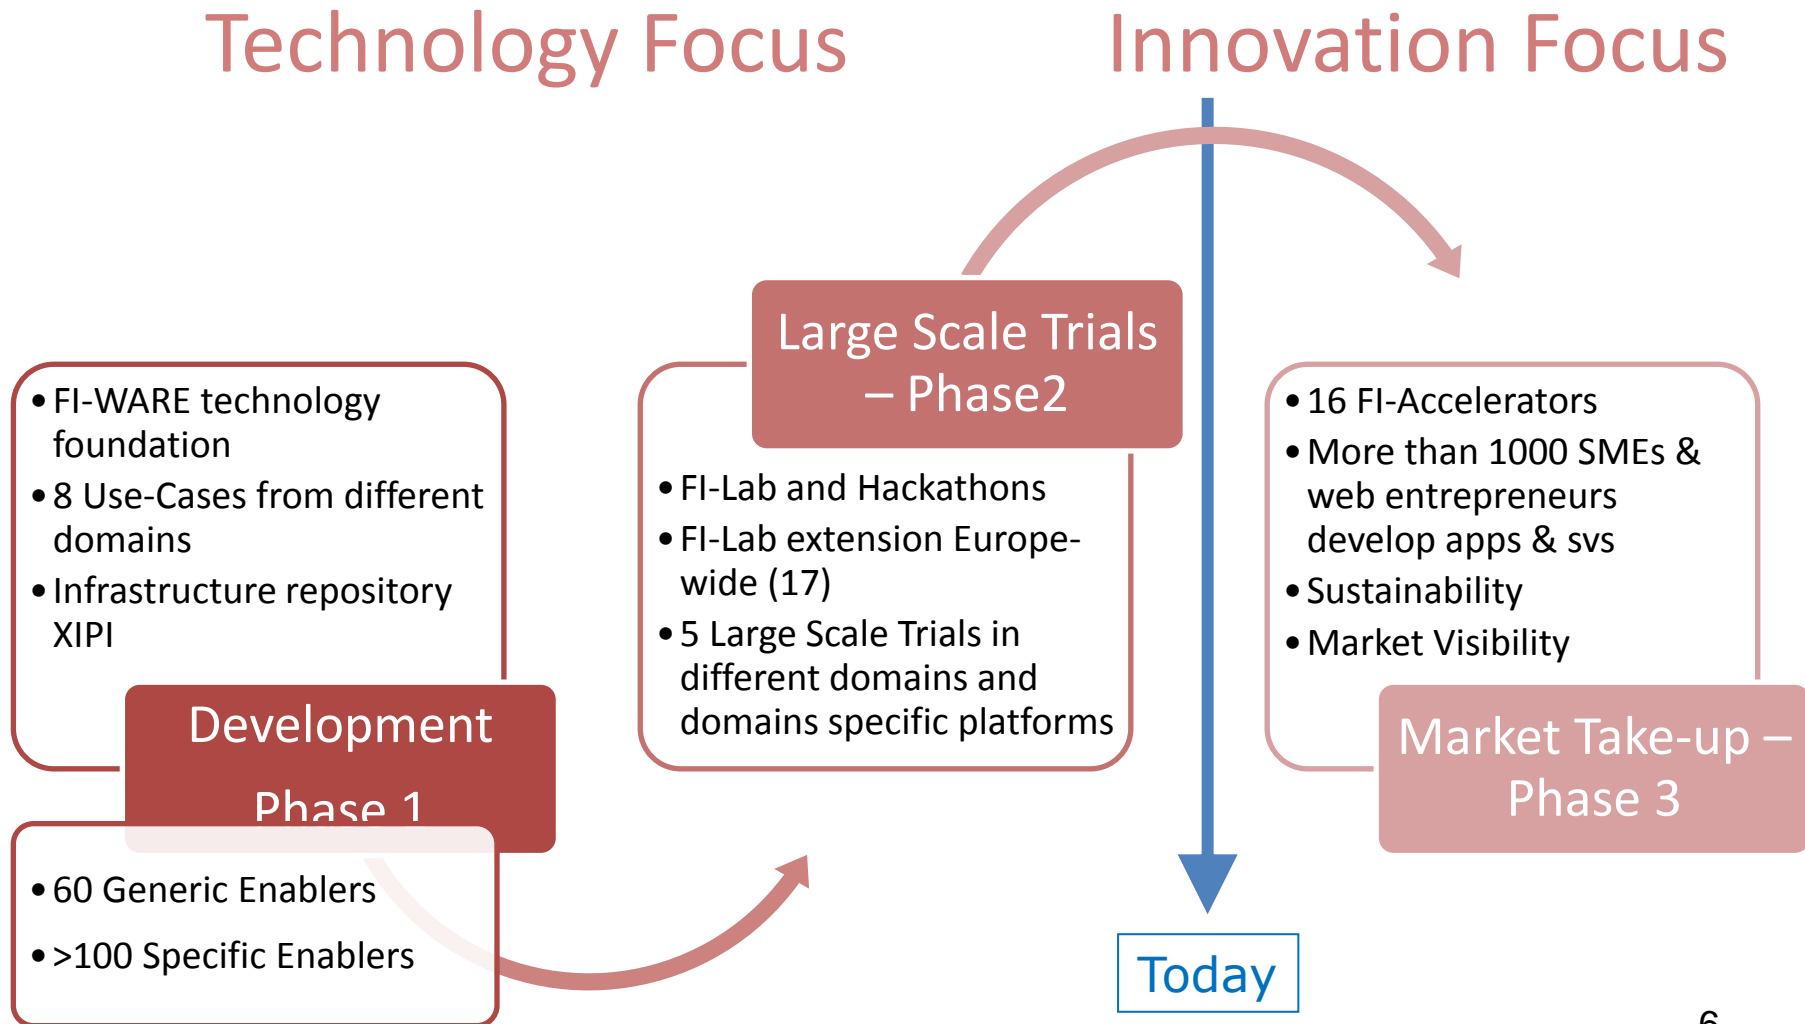 Technology Focus
Innovation Focus
• FI-WARE technology
foundation
• 8 Use-Cases from different
domains
• Infrastructure repository
XIPI
Development
Phase 1
• 60 Generic Enablers
• >100 Specific Enablers
Large Scale Trials
– Phase2
• FI-Lab and Hackathons
• FI-Lab extension Europe-
wide (17)
• 5 Large Scale Trials in
different domains and
domains specific platforms
• 16 FI-Accelerators
• More than 1000 SMEs &
web entrepreneurs
develop apps & svs
• Sustainability
• Market Visibility
Market Take-up –
Phase 3
Today
6